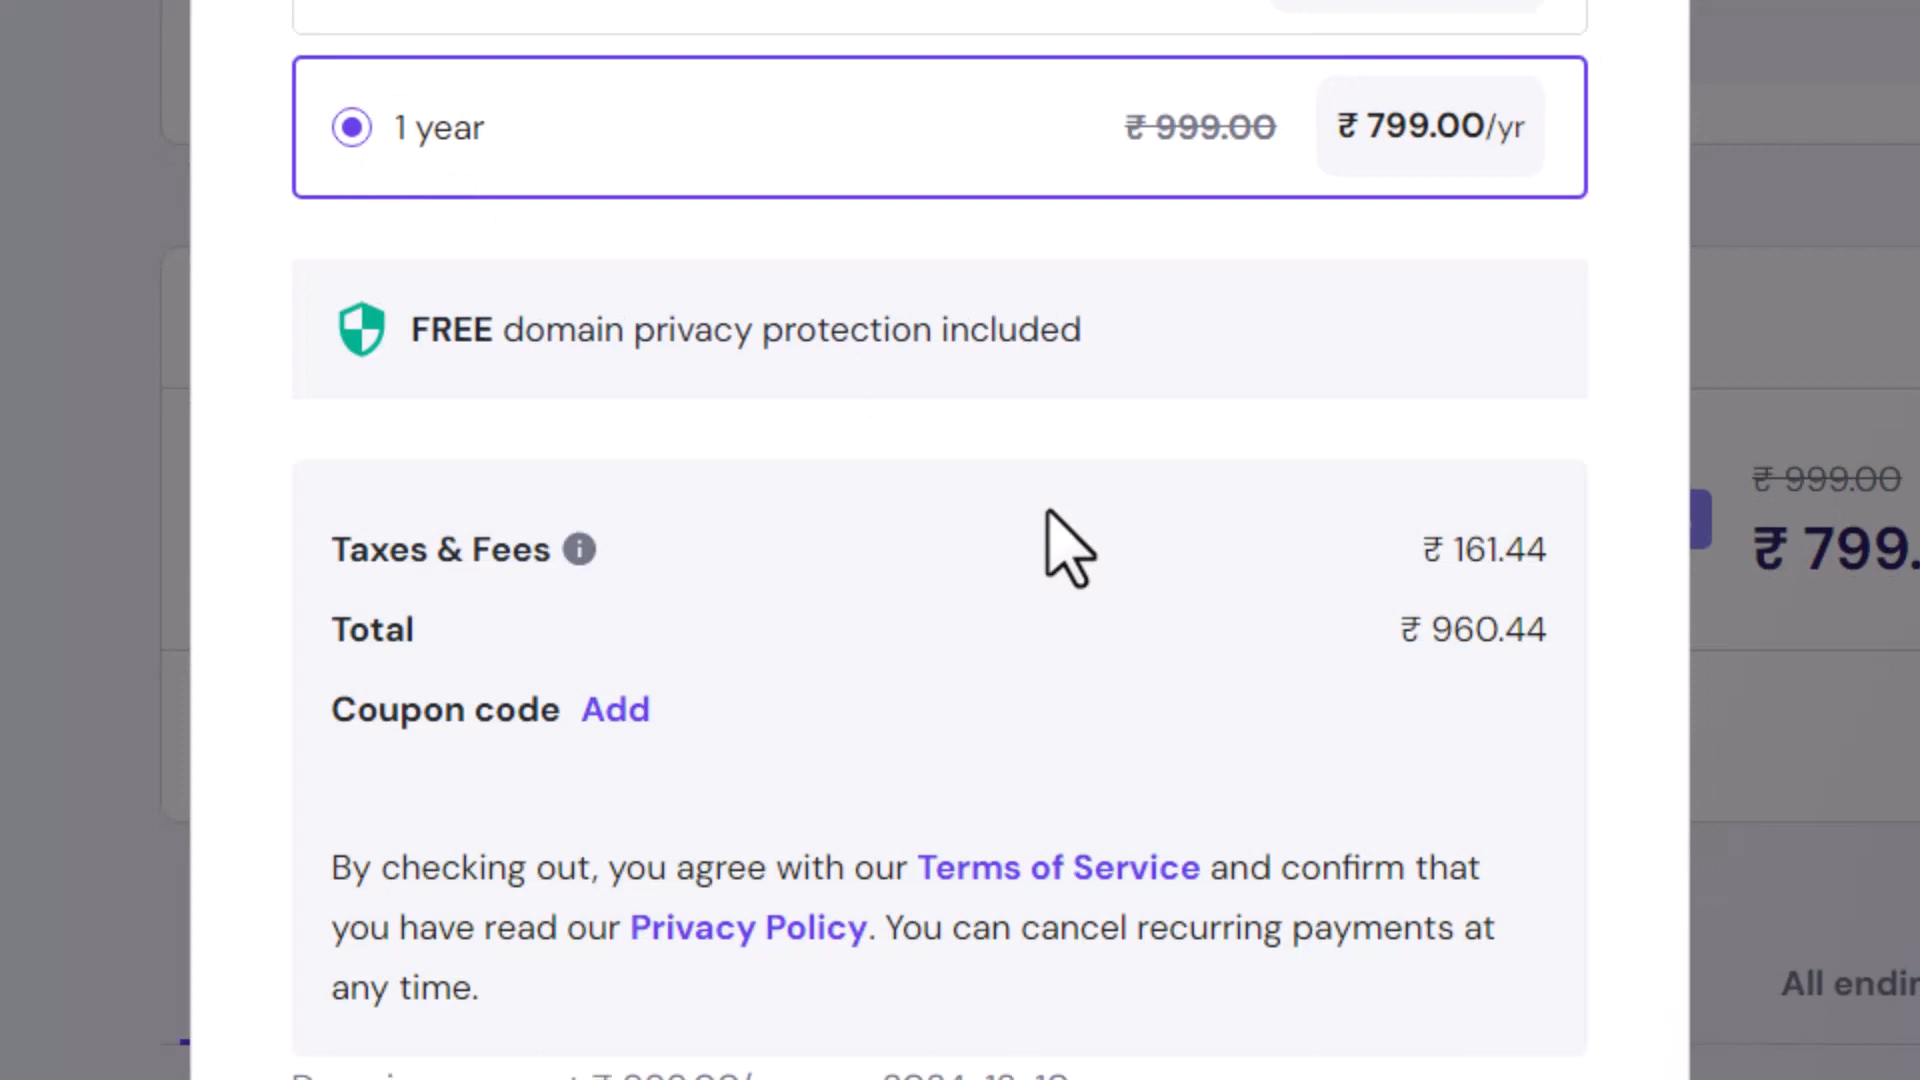 1 year ₹ 999.00 ₹ 799.00/yr
FREE domain privacy protection included
₹ 999.00
₹ 799.
Taxes & Fees ₹ 161.44
Total ₹ 960.44
Coupon code Add
By checking out, you agree with our Terms of Service and confirm that
you have read our Privacy Policy. You can cancel recurring payments at
any time.
All endin